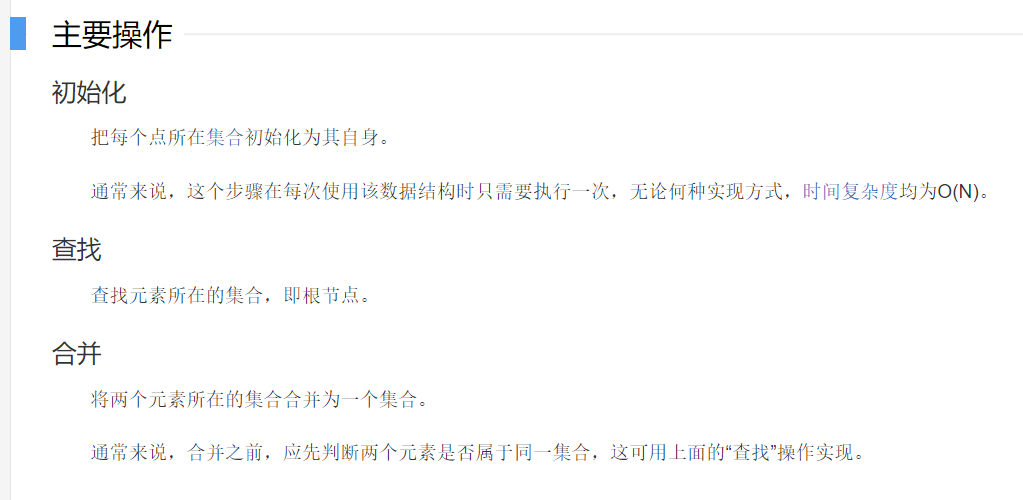 主要操作
初始化
把每个点所在集合初始化为其自身。
通常来说，这个步骤在每次使用该数据结构时只需要执行一次，无论何种实现方式，时间复杂度均为O(N)。
查找
查找元素所在的集合，即根节点。
合并
将两个元素所在的集合合并为一个集合。
通常来说，合并之前，应先判断两个元素是否属于同一集合，这可用上面的“查找”操作实现。